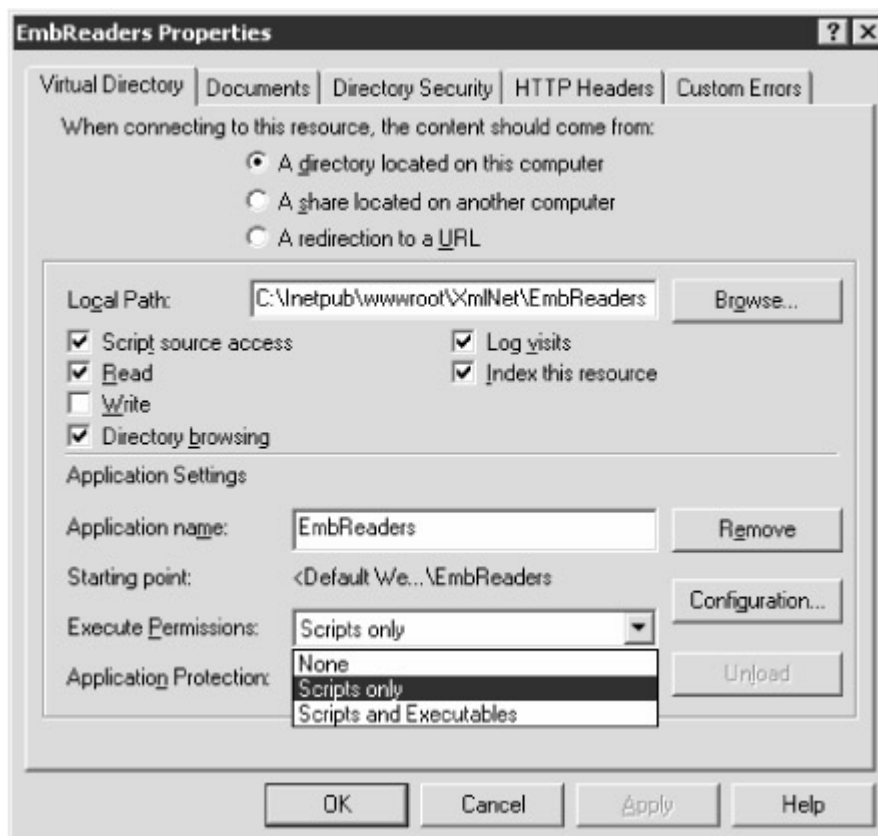 EmbReaders Properties
Virtual Directory Documents Directory Security HTTP Headers Custom Errors
When connecting to this resource, the content should come from:
A directory located on this computer
A share located on another computer
A redirection to a URL
Local Path: C:\Inetpub\wwwroot\XmlNet\EmbReaders Browse...
Script source access Log visits
Read Index this resource
Write
Directory browsing
Application Settings
Application name: EmbReaders Remove
Starting point: <Default We...\EmbReaders
Configuration...
Execute Permissions: Scripts only
None
Application Protection: Scripts only Unload
Scripts and Executables
OK Cancel Apply Help